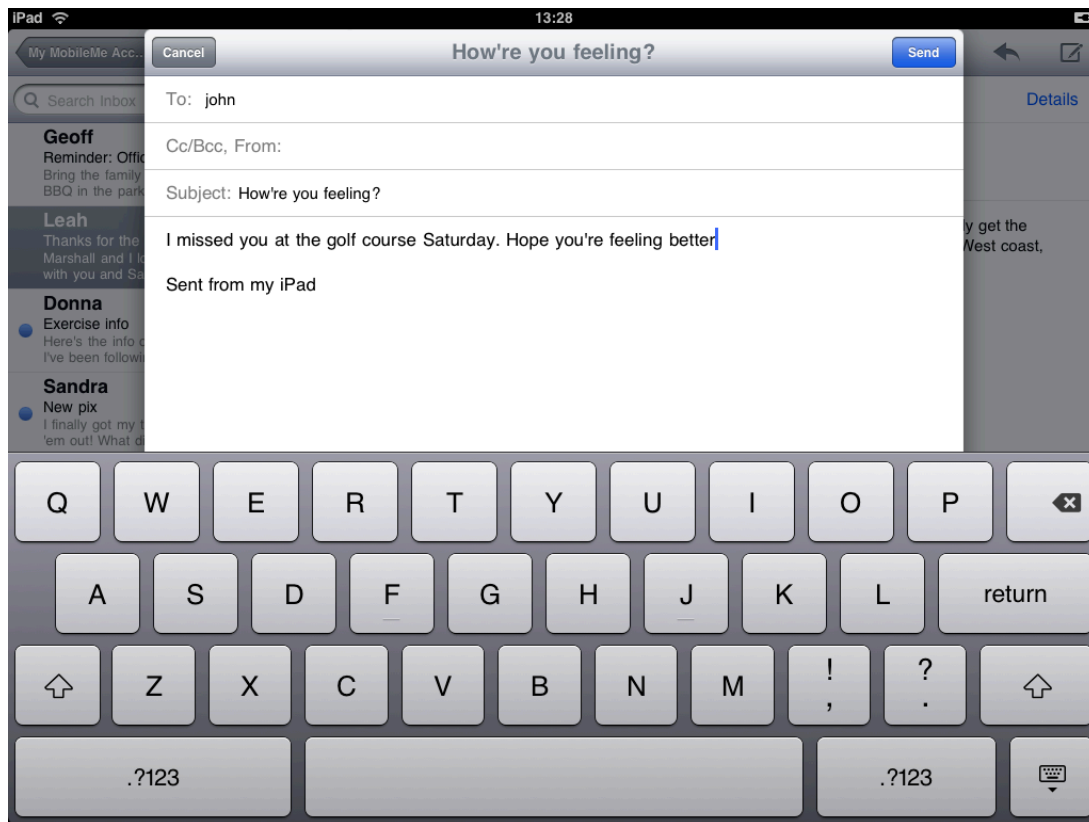 iPad 13:28
My MobileMe Acc... Cancel How're you feeling? Send
Search Inbox
Details
Geoff
Reminder: Offic
Bring the family
BBQ in the park
Leah
Thanks for the
Marshall and I lo
with you and Sa
Donna
Exercise info
Here's the info o
I've been followi
Sandra
New pix
I finally got my t
'em out! What di
To: john
Cc/Bcc, From:
Subject: How're you feeling?
I missed you at the golf course Saturday. Hope you're feeling better
Sent from my iPad
ly get the
West coast,
Q W E R T Y U I O P
A S D F G H J K L return
Z X C V B N M ! , ? .
.?123 .?123